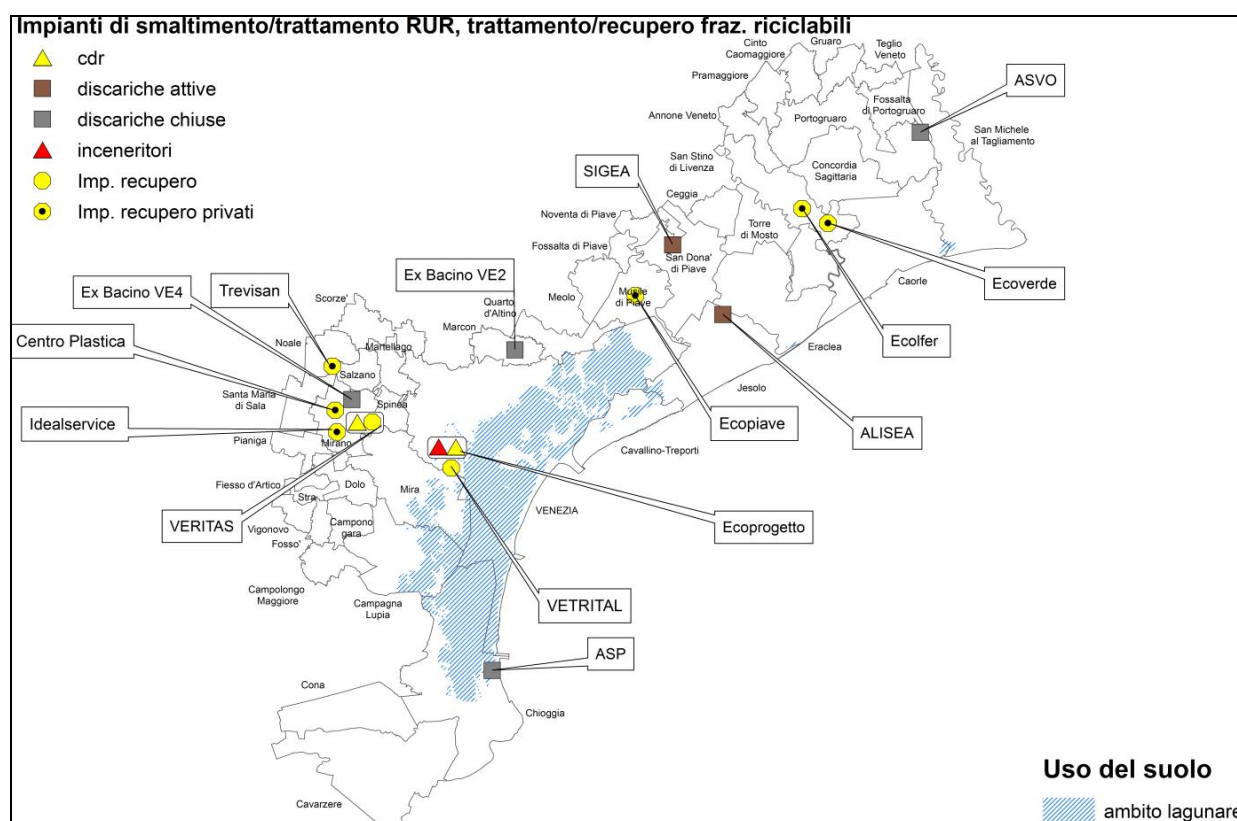 Impianti di smaltimento/trattamento RUR, trattamento/recupero fraz. riciclabili
cdr
discariche attive
discariche chiuse
inceneritori
Imp. recupero
Imp. recupero privati
Cinto
Caomaggiore
Gruaro
Teglio
Veneto
Pramaggiore
ASVO
Annone Veneto
Portogruaro
Fossalta
di Portogruaro
San Michele
al Tagliamento
San Stino
di Livenza
Concordia
Sagittaria
SIGEA
Ceggia
Noventa di Piave
Torre
di Mosto
Fossalta di Piave
San Dona'
di Piave
Ex Bacino VE2
Ex Bacino VE4
Trevisan
Scorze'
Quarto
d'Altino
Meolo
Musile
di Piave
Caorle
Ecoverde
Marcon
Centro Plastica
Noale
Martellago
Eraclea
Ecolfer
Salzano
Jesolo
Santa Maria
di Sala
Spinea
Idealservice
Ecopiave
ALISEA
Pianiga
Mirano
Cavallino-Treporti
Fiesso d'Artico
Dolo
Mira
Stra
VERITAS
VENEZIA
Ecoprogetto
Vigonovo
Campono
gara
Fosso'
Campolongo
Maggiore
Campagna
Lupia
VETRITAL
ASP
Cona
Chioggia
Cavarzere
Uso del suolo
ambito lagunare